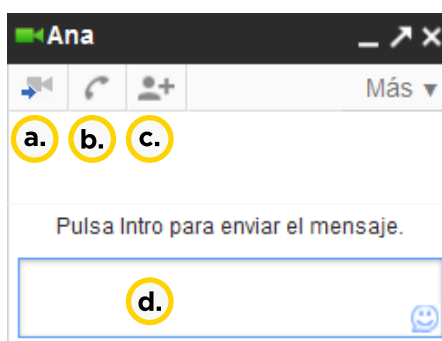 Ana
Más
a. b. c.
Pulsa Intro para enviar el mensaje.
d.